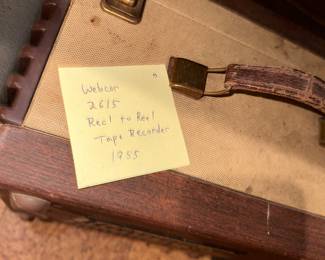 Webcor
2615
Reel to Reel
Tape Recorder
1955